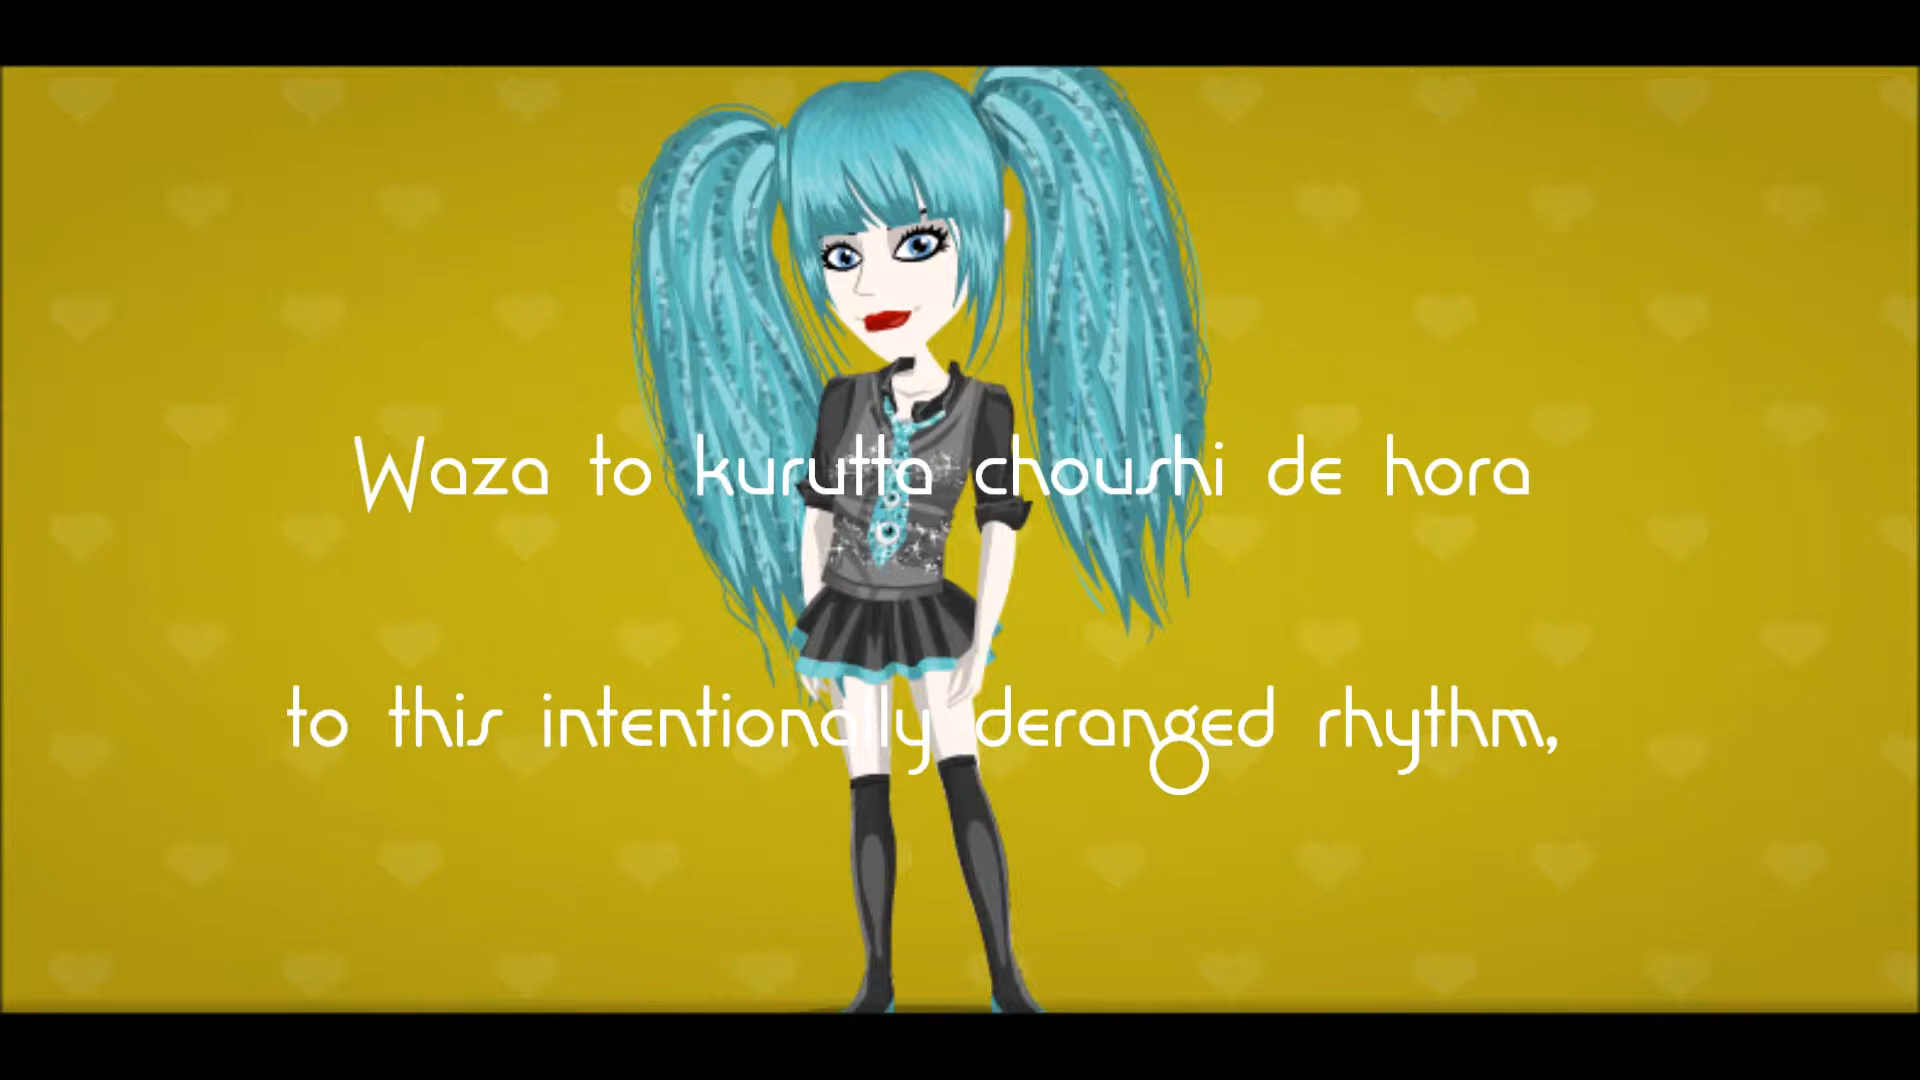 Waza to kurutta choushi de hora
to this intentionally deranged rhythm,